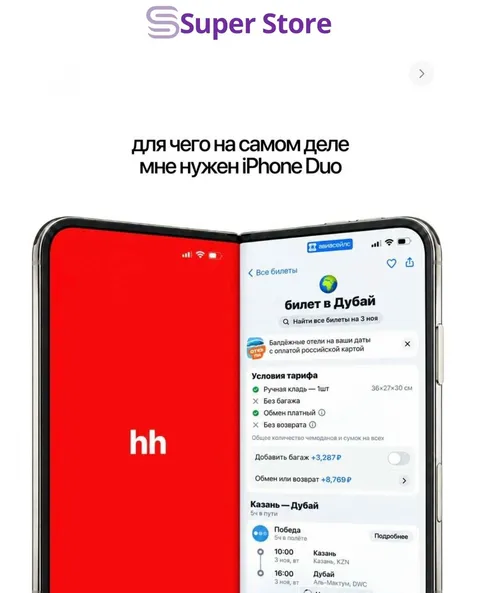 Super Store
для чего на самом деле
мне нужен iPhone Duo
hh
авиасейлс
Все билеты
билет в Дубай
Найти все билеты на 3 ноя
Балдёжные отели на ваши даты
с оплатой российской картой
Условия тарифа
Ручная кладь — 1шт 36×27×30 см
Без багажа
Обмен платный
Без возврата
Общее количество чемоданов и сумок на всех
Добавить багаж +3,287 ₽
Обмен или возврат +8,769 ₽
Казань — Дубай
5ч в пути
Победа
5ч в полёте
Подробнее
10:00 Казань
3 ноя, вт Казань, KZN
16:00 Дубай
3 ноя, вт Аль-Мактум, DWC